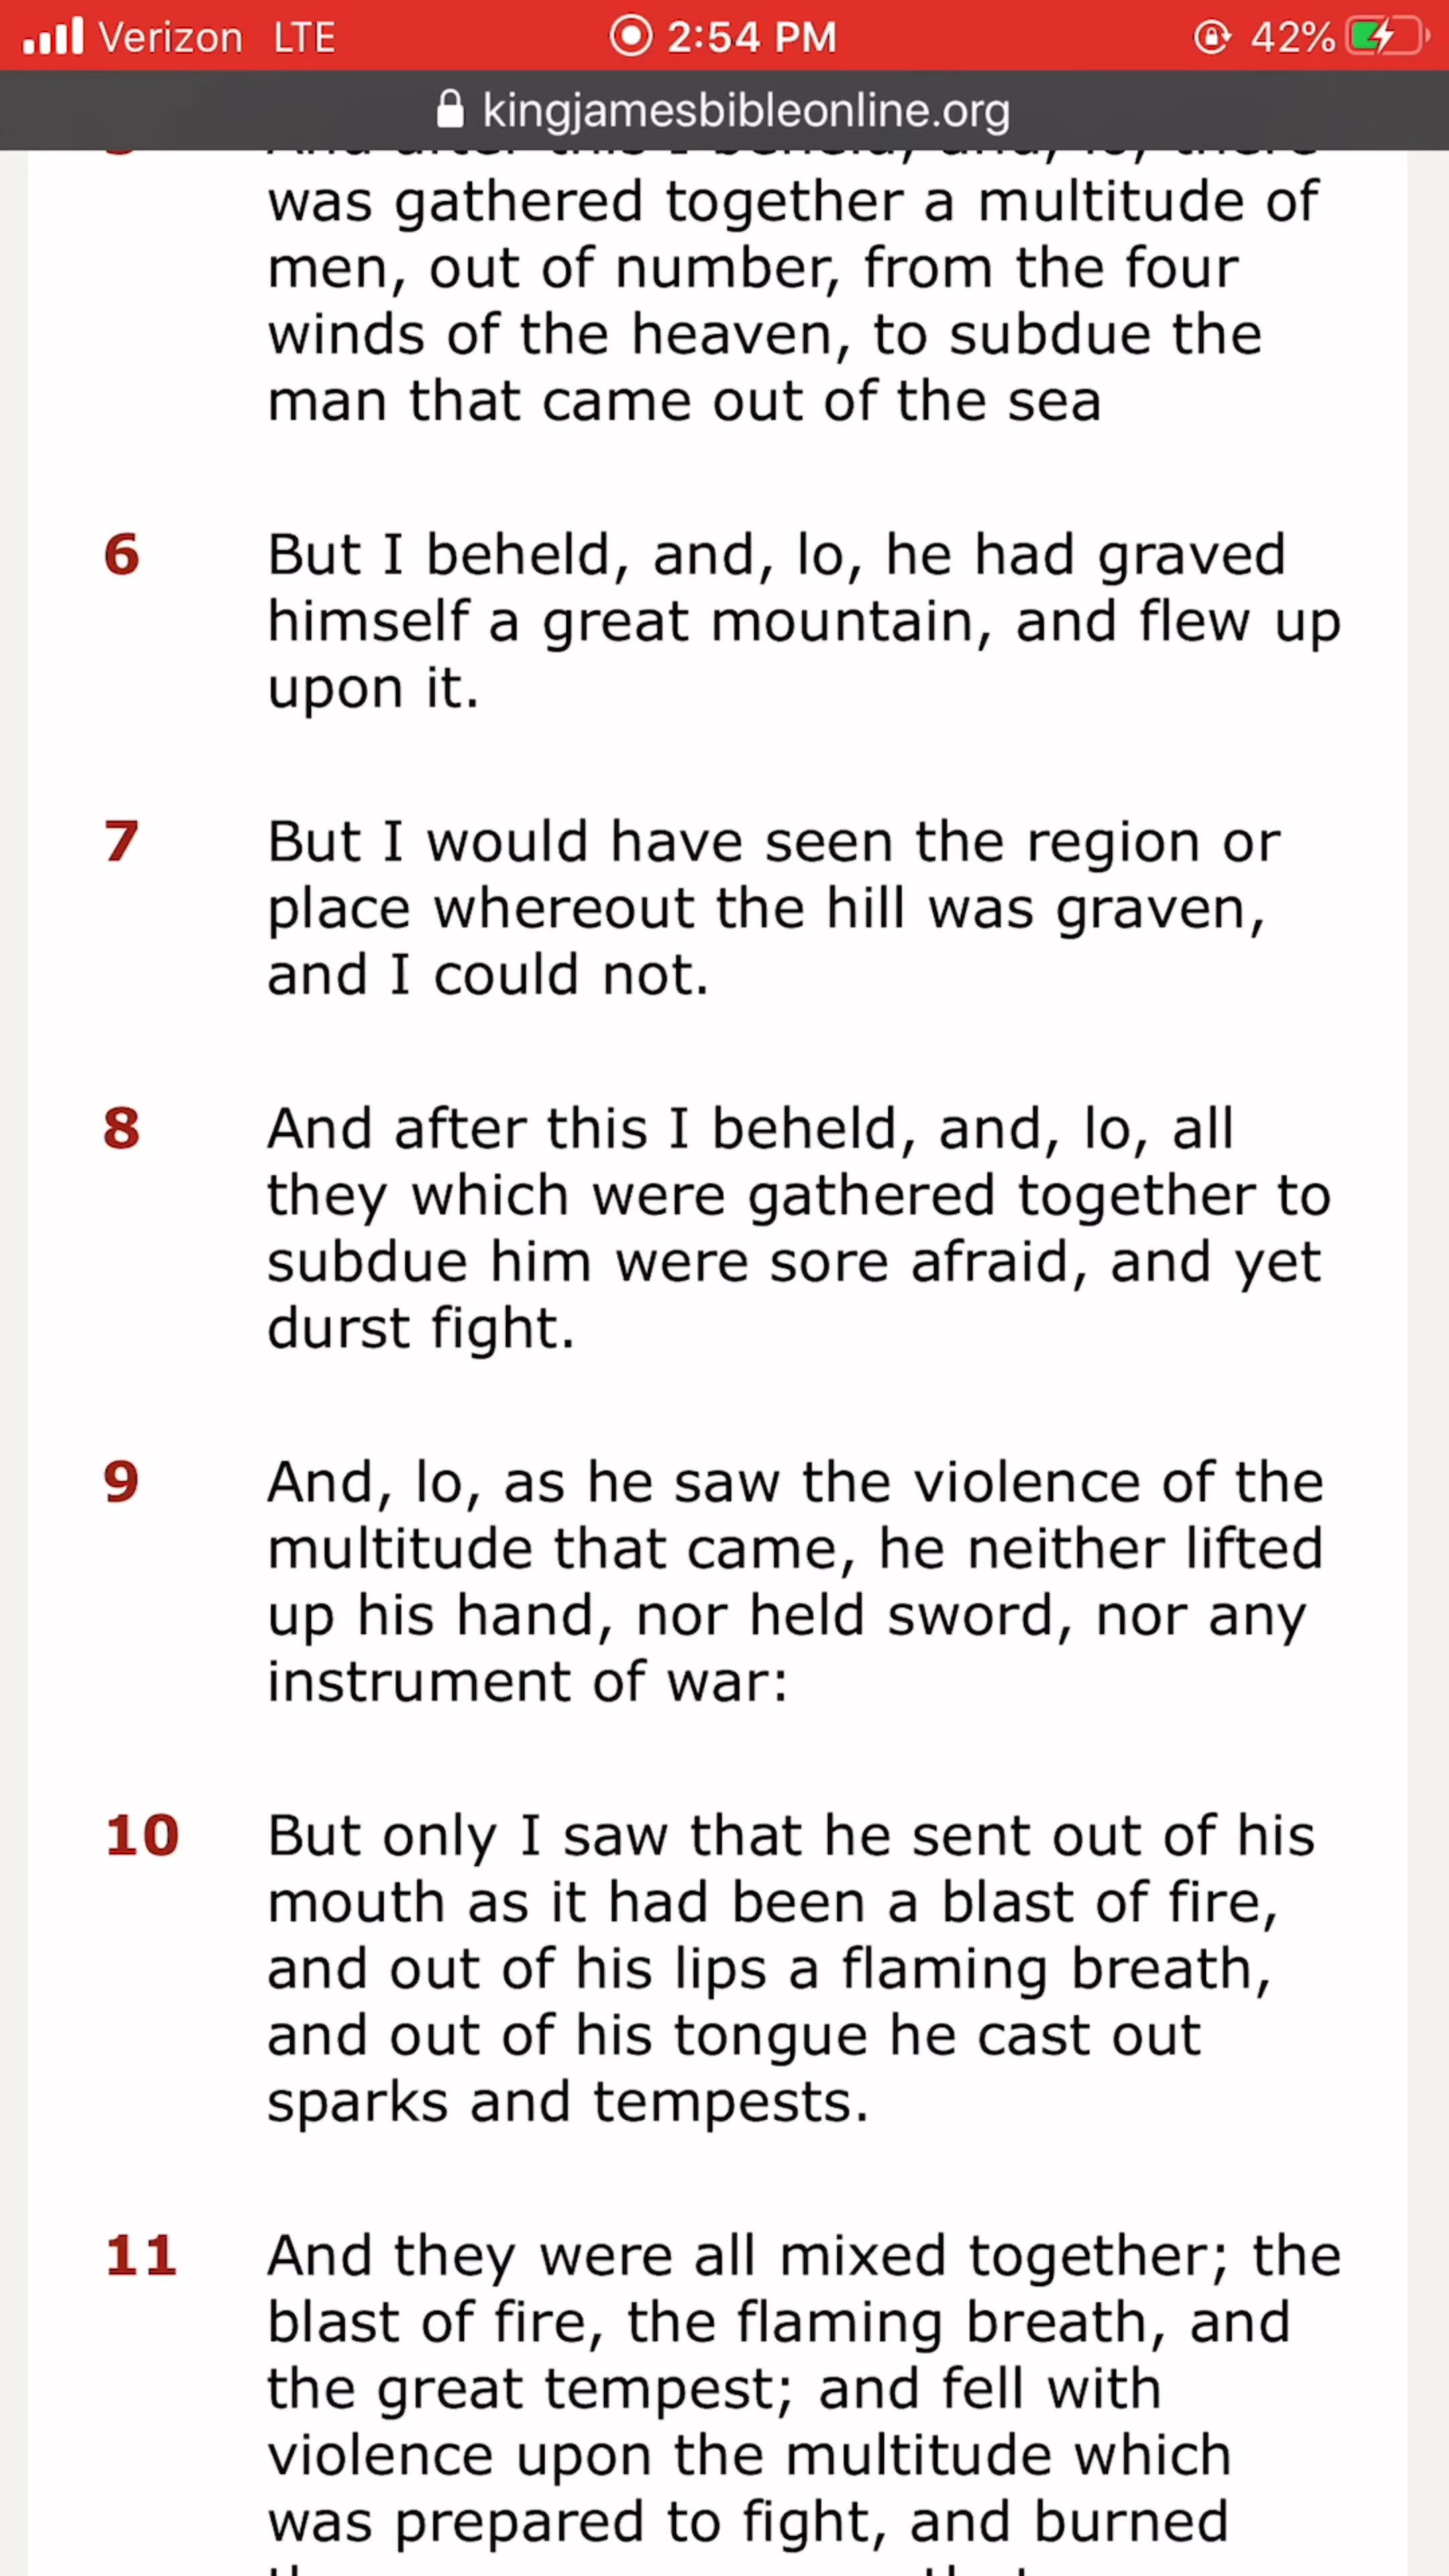 Verizon LTE 2:54 PM 42%
kingjamesbibleonline.org
was gathered together a multitude of
men, out of number, from the four
winds of the heaven, to subdue the
man that came out of the sea
6 But I beheld, and, lo, he had graved
himself a great mountain, and flew up
upon it.
7 But I would have seen the region or
place whereout the hill was graven,
and I could not.
8 And after this I beheld, and, lo, all
they which were gathered together to
subdue him were sore afraid, and yet
durst fight.
9 And, lo, as he saw the violence of the
multitude that came, he neither lifted
up his hand, nor held sword, nor any
instrument of war:
10 But only I saw that he sent out of his
mouth as it had been a blast of fire,
and out of his lips a flaming breath,
and out of his tongue he cast out
sparks and tempests.
11 And they were all mixed together; the
blast of fire, the flaming breath, and
the great tempest; and fell with
violence upon the multitude which
was prepared to fight, and burned